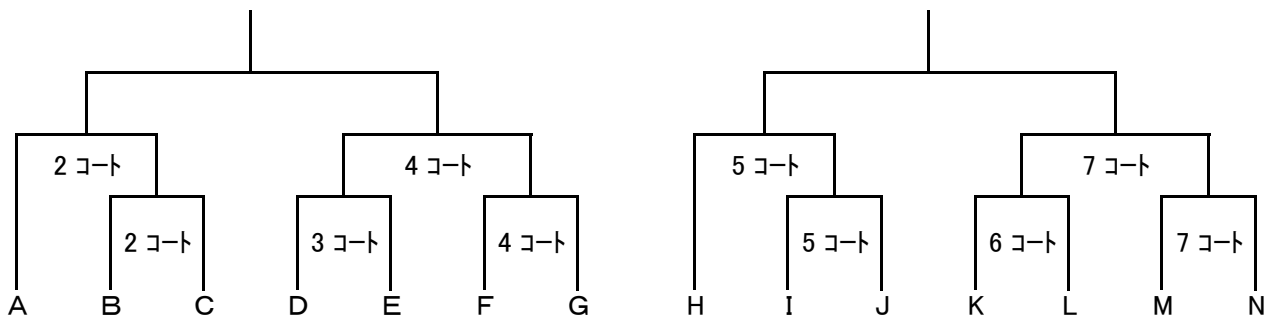 2 コート 4 コート 5 コート 7 コート
2 コート 3 コート 4 コート 5 コート 6 コート 7 コート
A B C D E F G H I J K L M N